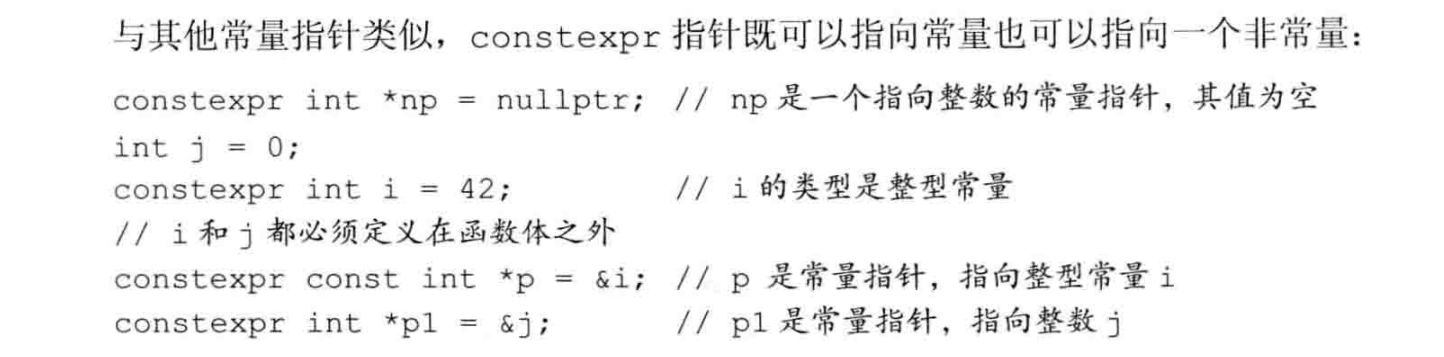 与其他常量指针类似，constexpr 指针既可以指向常量也可以指向一个非常量：
constexpr int *np = nullptr; // np 是一个指向整数的常量指针，其值为空
int j = 0;
constexpr int i = 42; // i 的类型是整型常量
// i 和 j 都必须定义在函数体之外
constexpr const int *p = &i; // p 是常量指针，指向整型常量 i
constexpr int *p1 = &j; // p1 是常量指针，指向整数 j